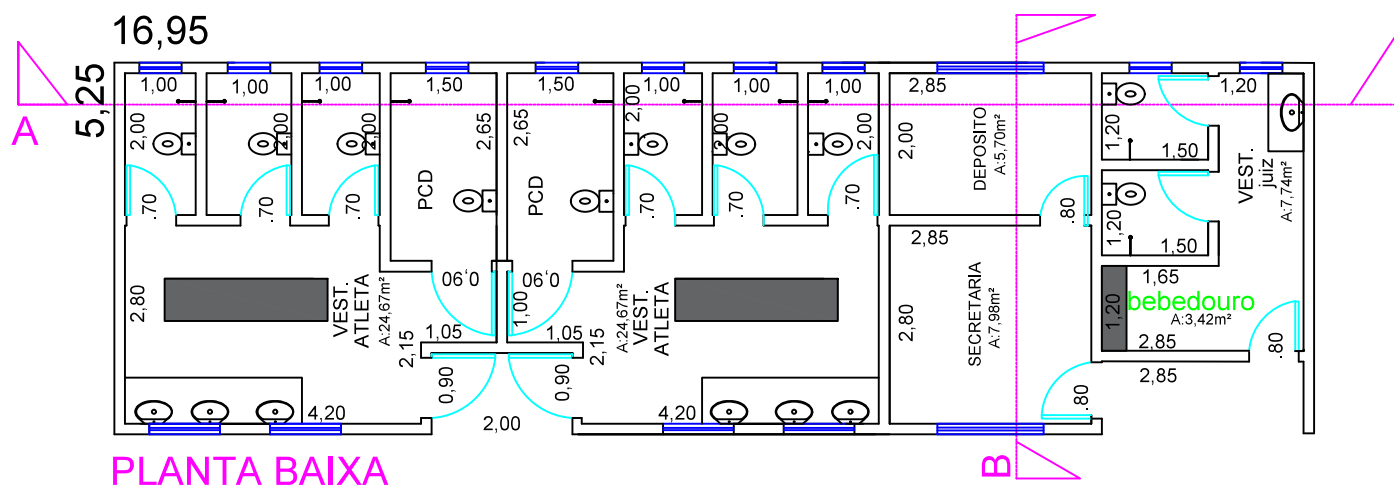 16,95
5,25
A
1,00
1,00
1,00
1,50
1,50
1,00
1,00
1,00
2,85
1,20
2,00
2,00
2,00
2,65
2,65
2,00
2,00
2,00
2,00
DEPOSITO
A:5,70m²
1,20
1,50
VEST.
juiz
A:7,74m²
PCD
PCD
.70
.70
.70
.70
.70
.70
.80
2,85
1,20
1,50
0,90
0,90
1,65
bebedouro
A:3,42m²
1,20
2,80
VEST.
ATLETA
A:24,67m²
1,00
A:24,67m²
VEST.
ATLETA
2,80
SECRETARIA
A:7,98m²
2,15
1,05
1,05
2,15
2,85
.80
2,85
0,90
0,90
.80
4,20
2,00
4,20
PLANTA BAIXA
B